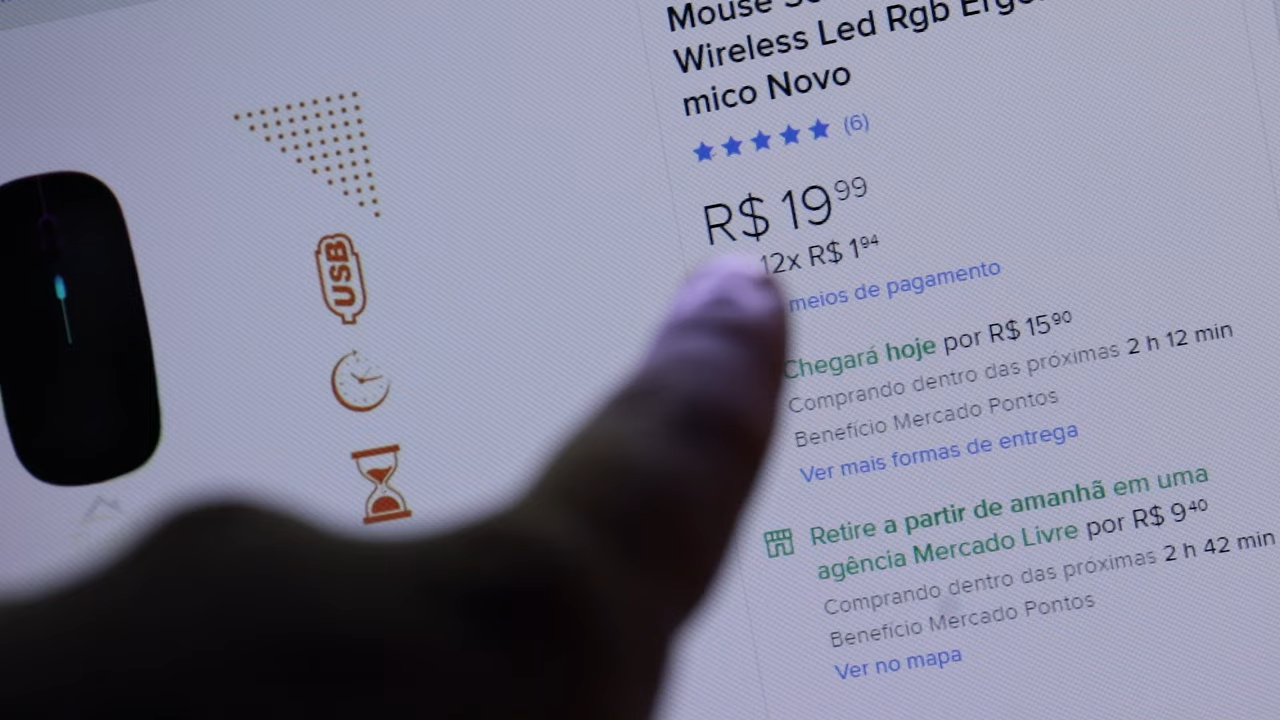 Mouse
Wireless Led Rgb
mico Novo
(6)
R$ 19 99
12x R$ 1 94
meios de pagamento
USB
Chegará hoje por R$ 15 90
Comprando dentro das próximas 2 h 12 min
Benefício Mercado Pontos
Ver mais formas de entrega
Retire a partir de amanhã em uma
agência Mercado Livre por R$ 9 40
Comprando dentro das próximas 2 h 42 min
Benefício Mercado Pontos
Ver no mapa